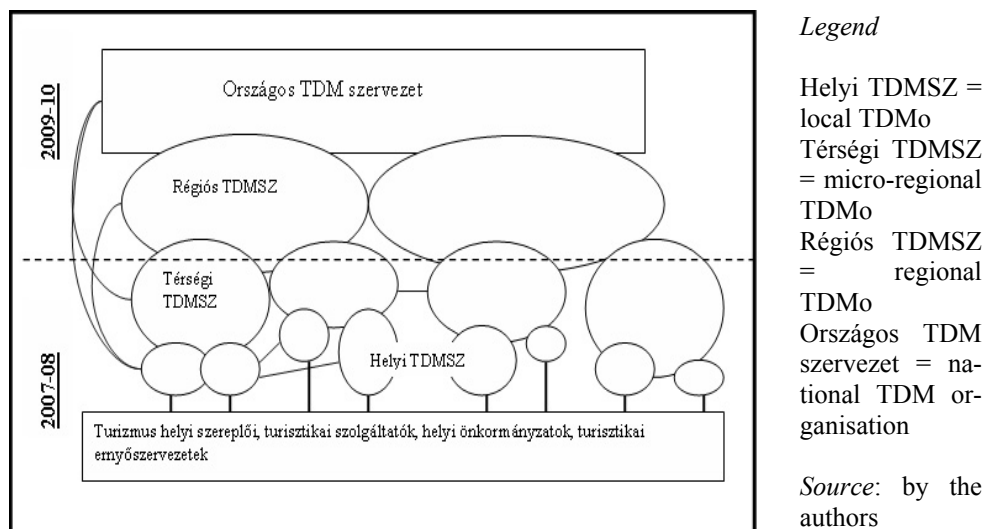 Országos TDM szervezet
2009-10
Régiós TDMSZ
Térségi
TDMSZ
Helyi TDMSZ
2007-08
Turizmus helyi szereplői, turisztikai szolgáltatók, helyi önkormányzatok, turisztikai
ernyőszervezetek
Legend
Helyi TDMSZ =
local TDMo
Térségi TDMSZ
= micro-regional
TDMo
Régiós TDMSZ
= regional
TDMo
Országos TDM
szervezet = na-
tional TDM or-
ganisation
Source: by the
authors